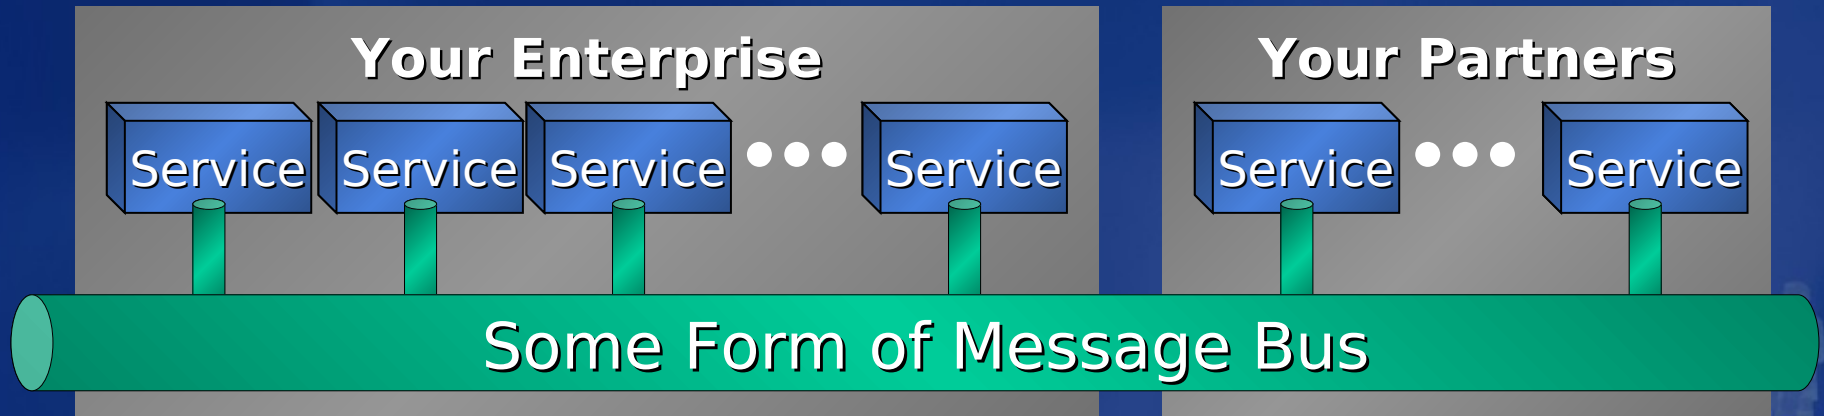 Your Enterprise
Your Partners
Service Service Service Service Service Service
Some Form of Message Bus